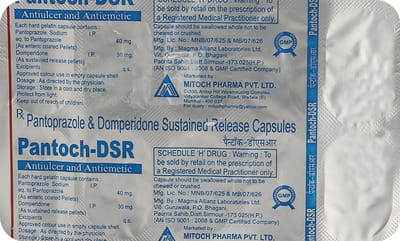 Pantoch-DSR
Antiulcer and Antiemetic
Each hard gelatin capsule contains :
Pantoprazole Sodium I.P.
eq. to Pantoprazole 40 mg.
(As enteric coated Pellets)
Domperidone I.P. 30 mg.
(As sustained release pellets)
Excipients
Approved colour use in empty capsule shell.
Dosage : As directed by the physician
Storage : Store in a cool and dry place,
Protect from light.
Keep out of reach of children.
SCHEDULE 'H' DRUG : Warning : To
be sold by retail on the prescription of
a Registered Medical Practitioner only.
Capsule should be swallowed whole not to be
chewed or crushed.
Mfg. Lic. No.: MNB/07/625 & MNB/07/626
Mfg. By : Magma Allianz Laboratories Ltd.
Vill. Guruwala, P.O. Bhagani,
Paonta Sahib, Distt. Sirmour - 173 025 (H.P.)
(AN ISO 9001 : 2008 & GMP Certified Company)
GMP
Marketed by
MITOCH PHARMA PVT. LTD.
Mumbai - 400 037
Rx Pantoprazole & Domperidone Sustained Release Capsules
Pantoch-DSR
पेन्टोक-डीएसआर
Antiulcer and Antiemetic
Each hard gelatin capsule contains :
Pantoprazole Sodium I.P.
eq. to Pantoprazole 40 mg.
(As enteric coated Pellets)
Domperidone I.P. 30 mg.
(As sustained release pellets)
Excipients
Approved colour use in empty capsule shell.
Dosage : As directed by the physician
Storage : Store in a cool and dry place,
SCHEDULE 'H' DRUG : Warning : To
be sold by retail on the prescription of
a Registered Medical Practitioner only.
Capsule should be swallowed whole not to be
chewed or crushed.
Mfg. Lic. No.: MNB/07/625 & MNB/07/626
Mfg. By : Magma Allianz Laboratories Ltd.
Vill. Guruwala, P.O. Bhagani,
Paonta Sahib, Distt. Sirmour - 173 025 (H.P.)
(AN ISO 9001 : 2008 & GMP Certified Company)
GMP
Marketed by
MITOCH PHARMA PVT. LTD.
Pantoch-DSR